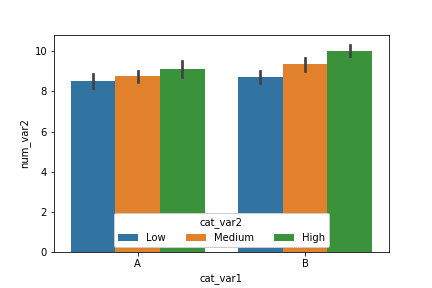 10
8
6
4
2
0
num_var2
cat_var2
Low Medium High
A B
cat_var1